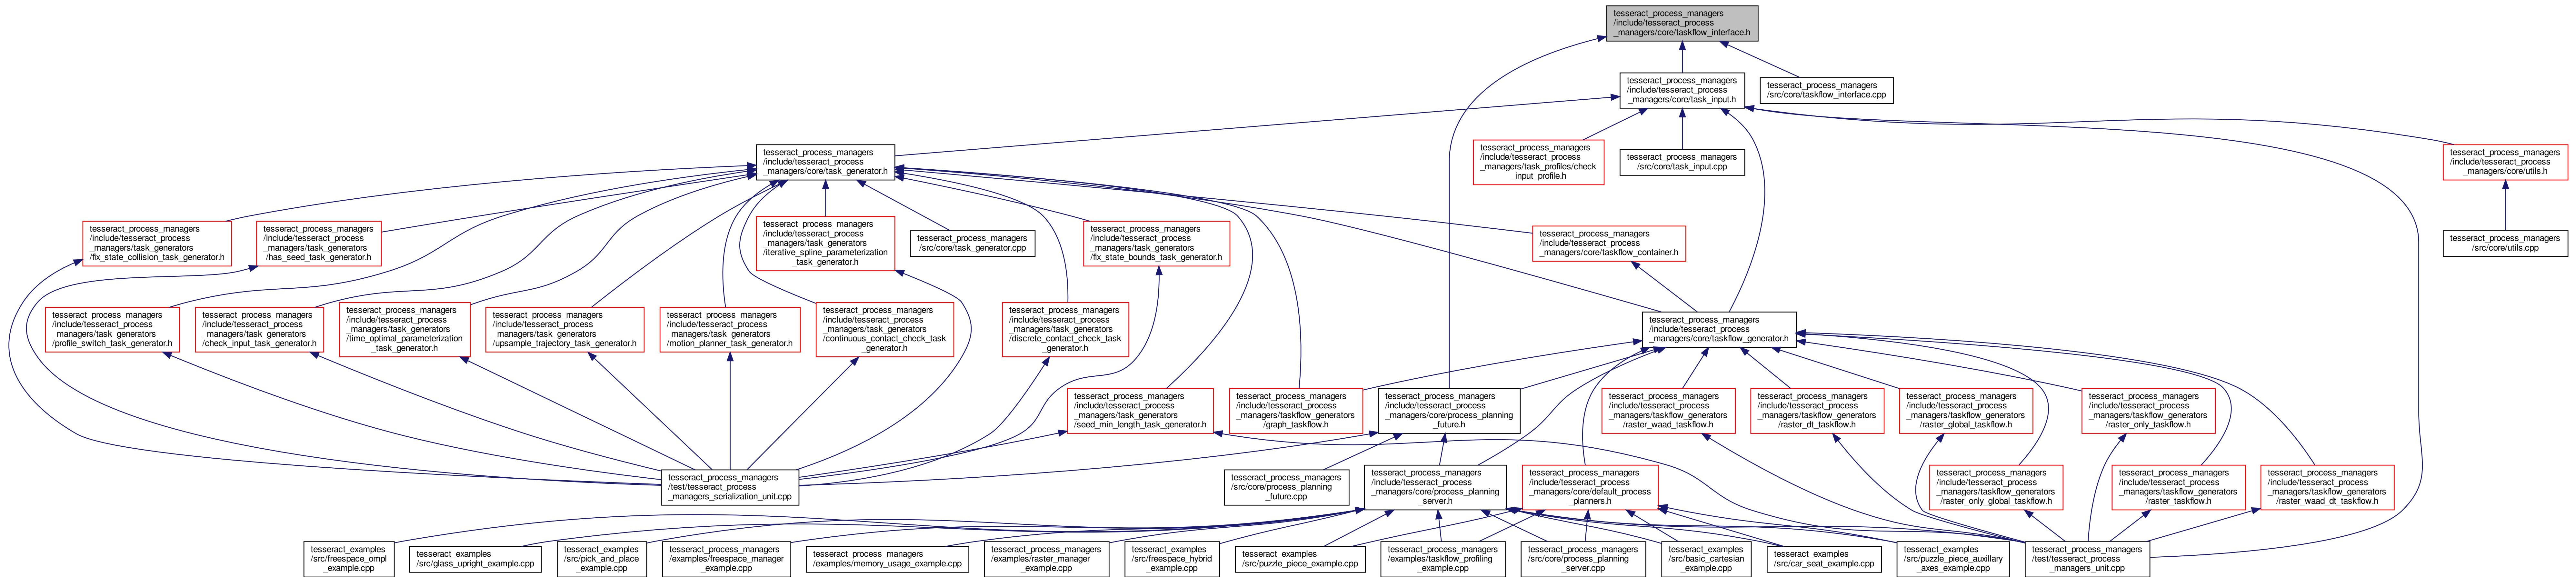 tesseract_process_managers
/include/tesseract_process
_managers/core/taskflow_interface.h
tesseract_process_managers
/include/tesseract_process
_managers/core/task_input.h
tesseract_process_managers
/src/core/taskflow_interface.cpp
tesseract_process_managers
/include/tesseract_process
_managers/core/task_generator.h
tesseract_process_managers
/include/tesseract_process
_managers/task_profiles/check
_input_profile.h
tesseract_process_managers
/src/core/task_input.cpp
tesseract_process_managers
/include/tesseract_process
_managers/core/utils.h
tesseract_process_managers
/include/tesseract_process
_managers/task_generators
/fix_state_collision_task_generator.h
tesseract_process_managers
/include/tesseract_process
_managers/task_generators
/has_seed_task_generator.h
tesseract_process_managers
/include/tesseract_process
_managers/task_generators
/iterative_spline_parameterization
_task_generator.h
tesseract_process_managers
/src/core/task_generator.cpp
tesseract_process_managers
/include/tesseract_process
_managers/task_generators
/fix_state_bounds_task_generator.h
tesseract_process_managers
/include/tesseract_process
_managers/core/taskflow_container.h
tesseract_process_managers
/src/core/utils.cpp
tesseract_process_managers
/include/tesseract_process
_managers/task_generators
/profile_switch_task_generator.h
tesseract_process_managers
/include/tesseract_process
_managers/task_generators
/check_input_task_generator.h
tesseract_process_managers
/include/tesseract_process
_managers/task_generators
/time_optimal_parameterization
_task_generator.h
tesseract_process_managers
/include/tesseract_process
_managers/task_generators
/upsample_trajectory_task_generator.h
tesseract_process_managers
/include/tesseract_process
_managers/task_generators
/motion_planner_task_generator.h
tesseract_process_managers
/include/tesseract_process
_managers/task_generators
/continuous_contact_check_task
_generator.h
tesseract_process_managers
/include/tesseract_process
_managers/task_generators
/discrete_contact_check_task
_generator.h
tesseract_process_managers
/include/tesseract_process
_managers/core/taskflow_generator.h
tesseract_process_managers
/include/tesseract_process
_managers/task_generators
/seed_min_length_task_generator.h
tesseract_process_managers
/include/tesseract_process
_managers/taskflow_generators
/graph_taskflow.h
tesseract_process_managers
/include/tesseract_process
_managers/core/process_planning
_future.h
tesseract_process_managers
/include/tesseract_process
_managers/taskflow_generators
/raster_waad_taskflow.h
tesseract_process_managers
/include/tesseract_process
_managers/taskflow_generators
/raster_dt_taskflow.h
tesseract_process_managers
/include/tesseract_process
_managers/taskflow_generators
/raster_global_taskflow.h
tesseract_process_managers
/include/tesseract_process
_managers/taskflow_generators
/raster_only_taskflow.h
tesseract_process_managers
/test/tesseract_process
_managers_serialization_unit.cpp
tesseract_process_managers
/src/core/process_planning
_future.cpp
tesseract_process_managers
/include/tesseract_process
_managers/core/process_planning
_server.h
tesseract_process_managers
/include/tesseract_process
_managers/core/default_process
_planners.h
tesseract_process_managers
/include/tesseract_process
_managers/taskflow_generators
/raster_only_global_taskflow.h
tesseract_process_managers
/include/tesseract_process
_managers/taskflow_generators
/raster_taskflow.h
tesseract_process_managers
/include/tesseract_process
_managers/taskflow_generators
/raster_waad_dt_taskflow.h
tesseract_examples
/src/freespace_ompl
_example.cpp
tesseract_examples
/src/glass_upright_example.cpp
tesseract_examples
/src/pick_and_place
_example.cpp
tesseract_process_managers
/examples/freespace_manager
_example.cpp
tesseract_process_managers
/examples/memory_usage_example.cpp
tesseract_process_managers
/examples/raster_manager
_example.cpp
tesseract_examples
/src/freespace_hybrid
_example.cpp
tesseract_examples
/src/puzzle_piece_example.cpp
tesseract_process_managers
/examples/taskflow_profiling
_example.cpp
tesseract_process_managers
/src/core/process_planning
_server.cpp
tesseract_examples
/src/basic_cartesian
_example.cpp
tesseract_examples
/src/car_seat_example.cpp
tesseract_examples
/src/puzzle_piece_auxillary
_axes_example.cpp
tesseract_process_managers
/test/tesseract_process
_managers_unit.cpp